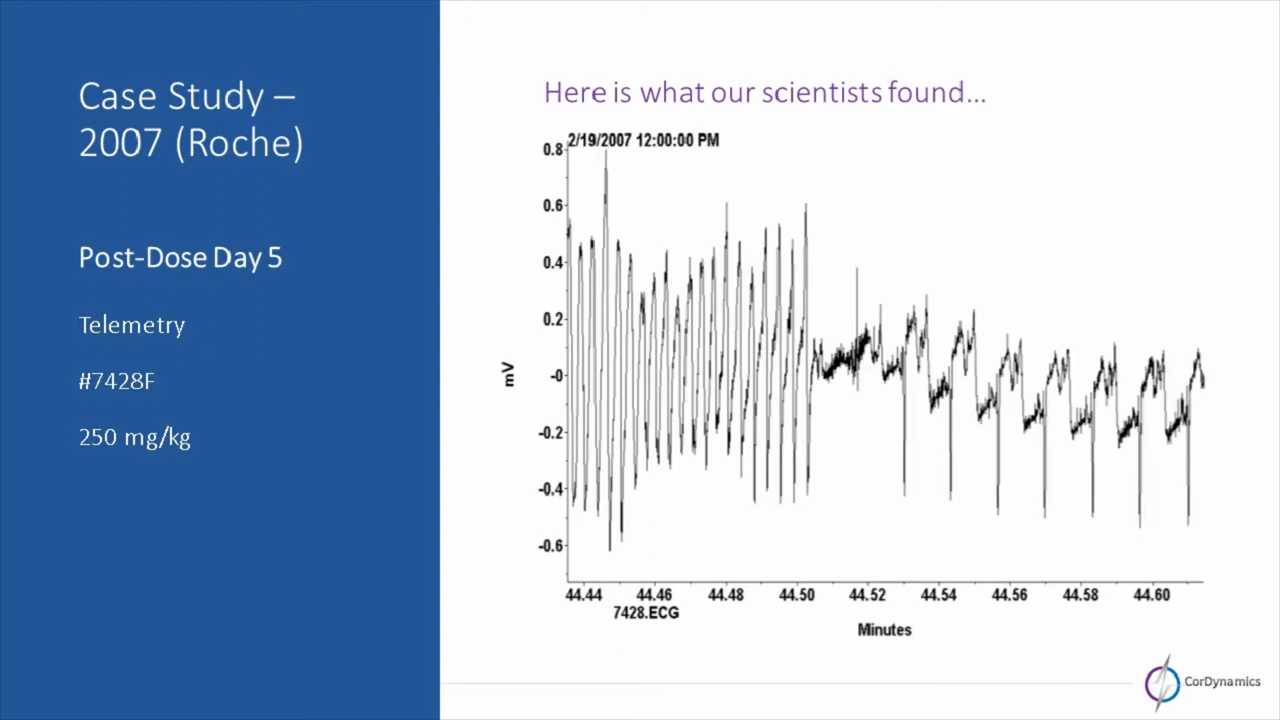 Case Study –
2007 (Roche)
Post-Dose Day 5
Telemetry
#7428F
250 mg/kg
Here is what our scientists found...
2/19/2007 12:00:00 PM
0.8
0.6
0.4
0.2
-0
-0.2
-0.4
-0.6
mV
44.44 44.46 44.48 44.50 44.52 44.54 44.56 44.58 44.60
7428.ECG
Minutes
CorDynamics